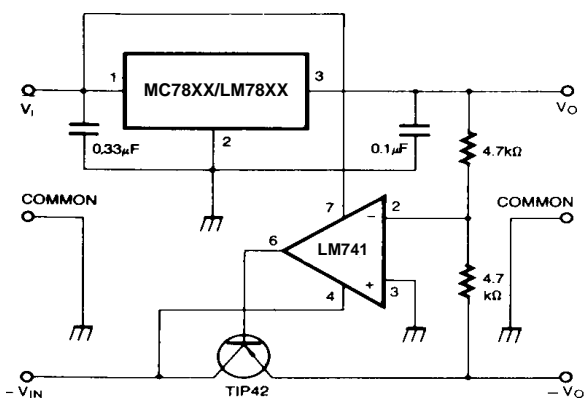 1
MC78XX/LM78XX
3
VI
VO
2
0.33μF
0.1μF
4.7kΩ
COMMON
COMMON
7
2
−
6
LM741
4
+
3
4.7
kΩ
-VIN
TIP42
-VO